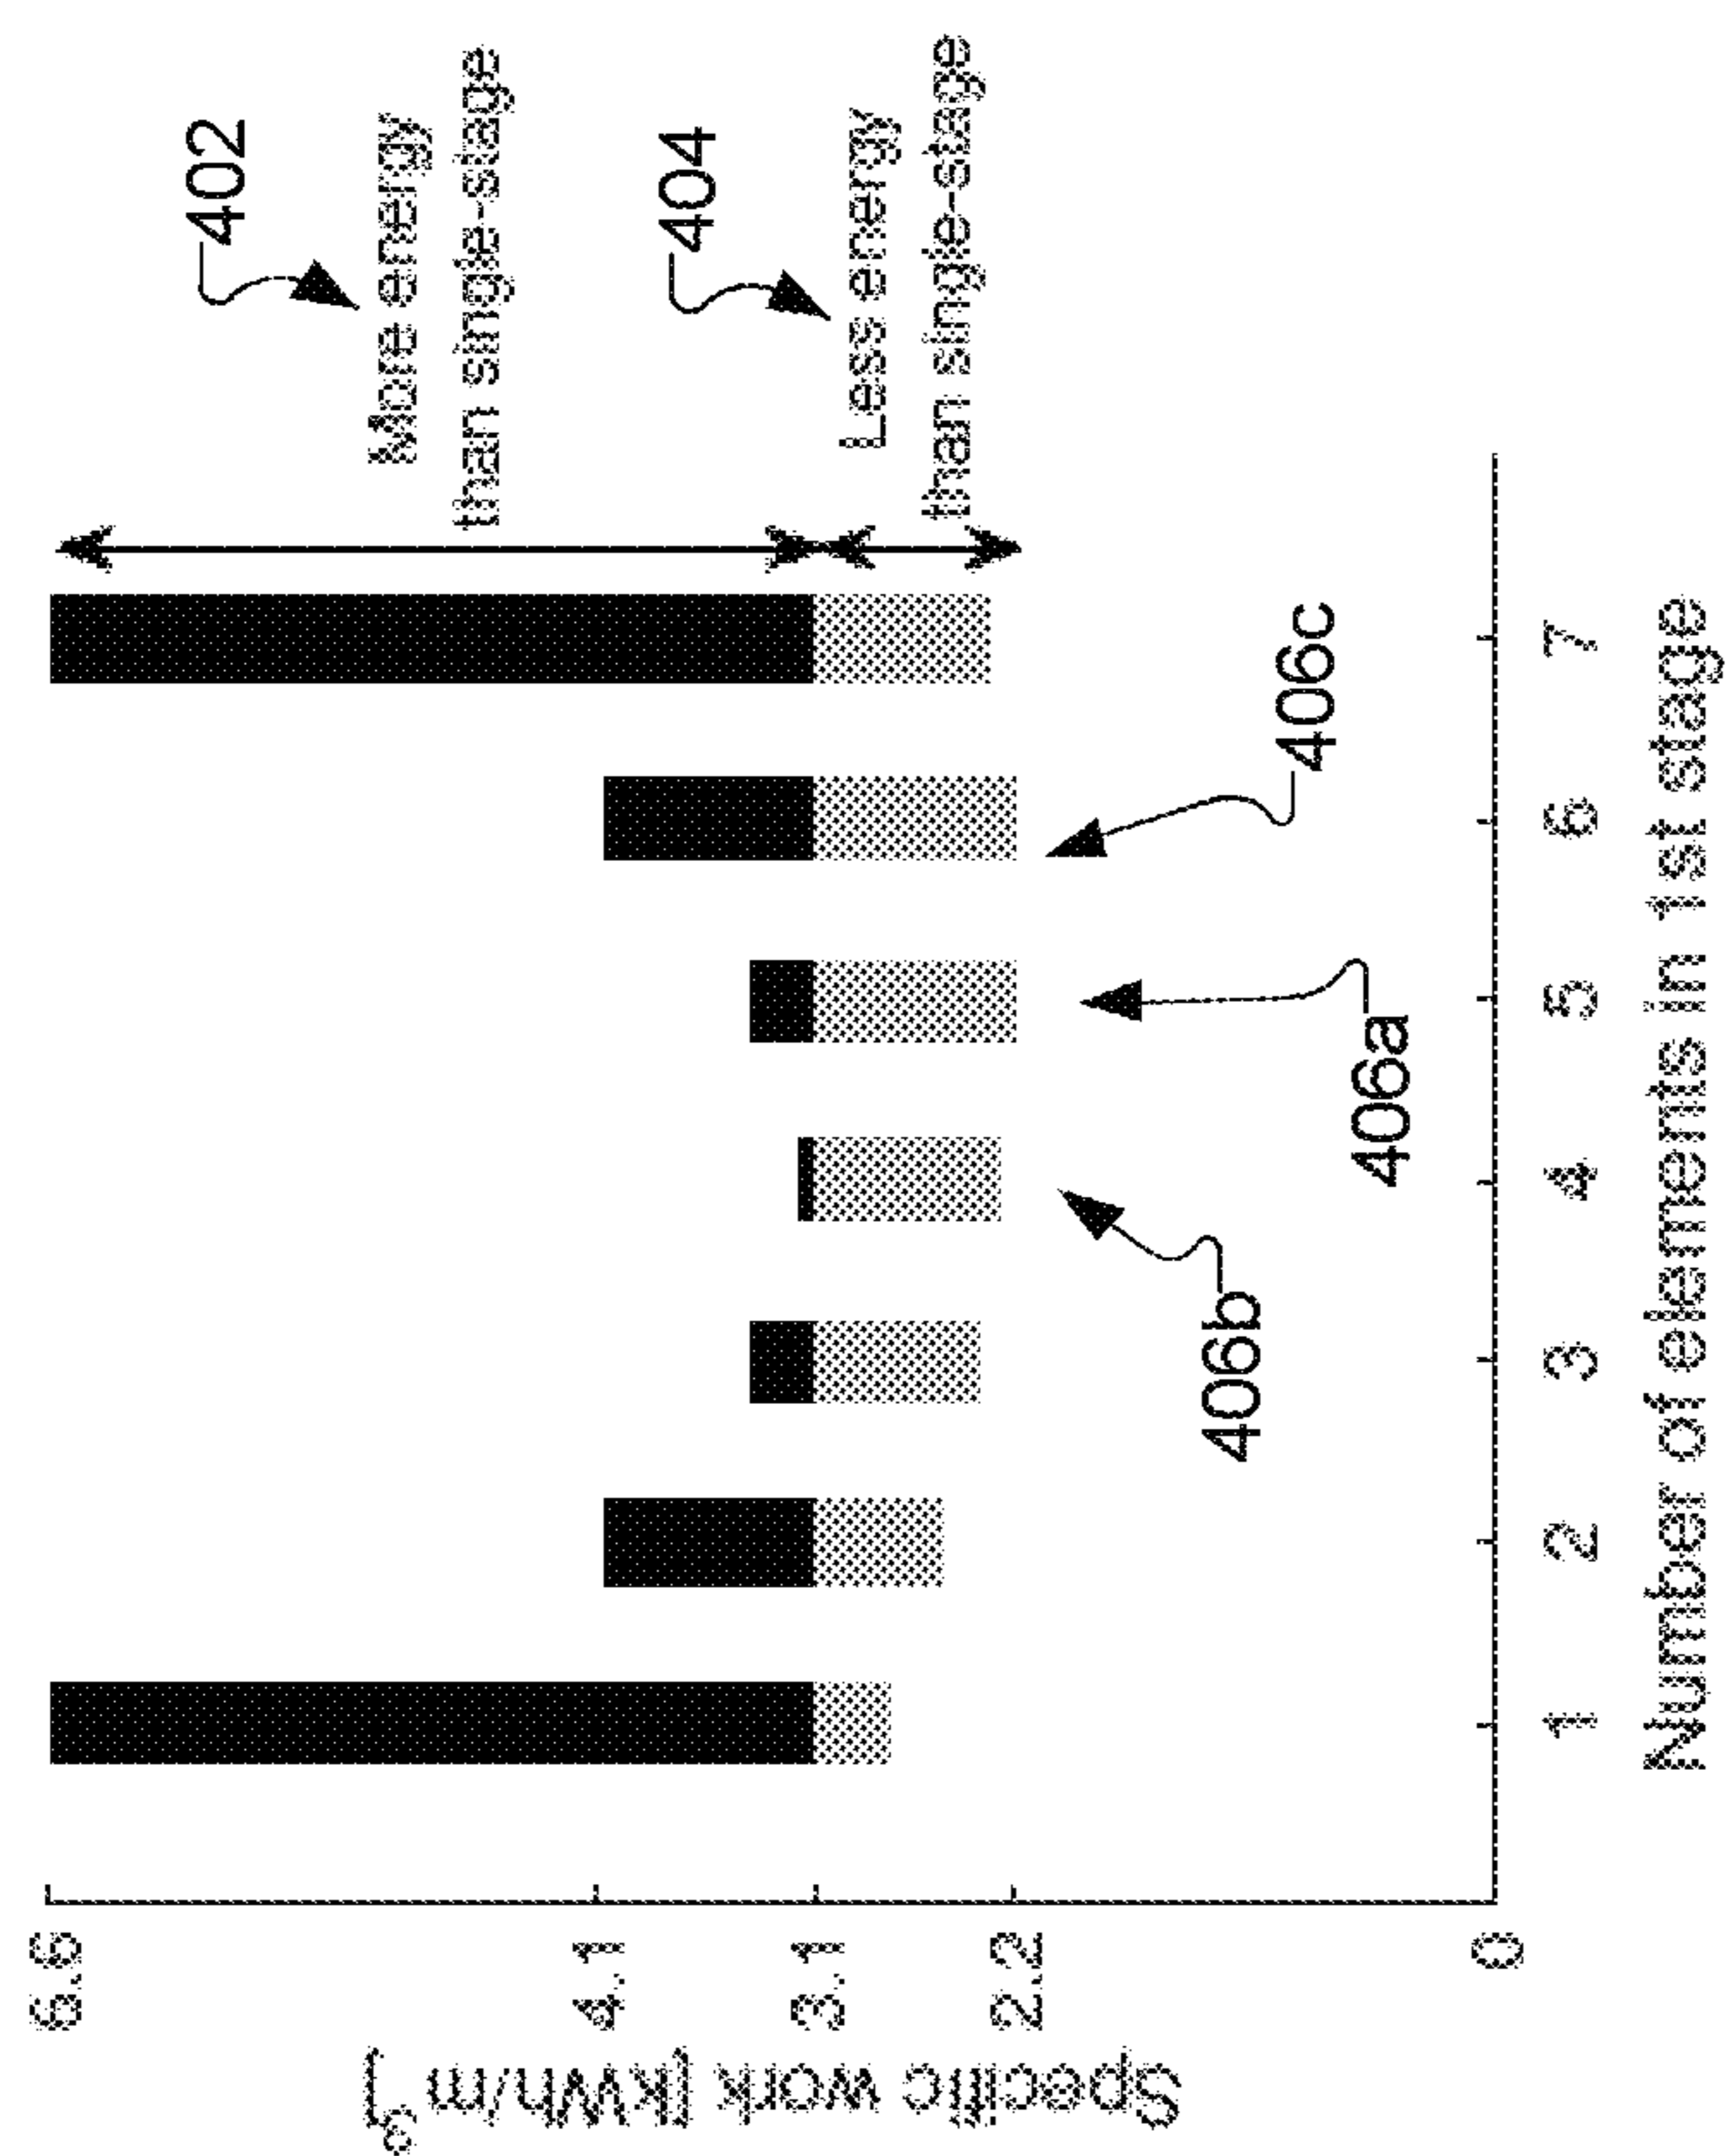 402
More energy
than single-stage
404
Less energy
than single-stage
Specific work [kWh/m³]
6.6
4.1
3.1
2.2
0
406b
406a
406c
1 2 3 4 5 6 7
Number of elements in 1st stage